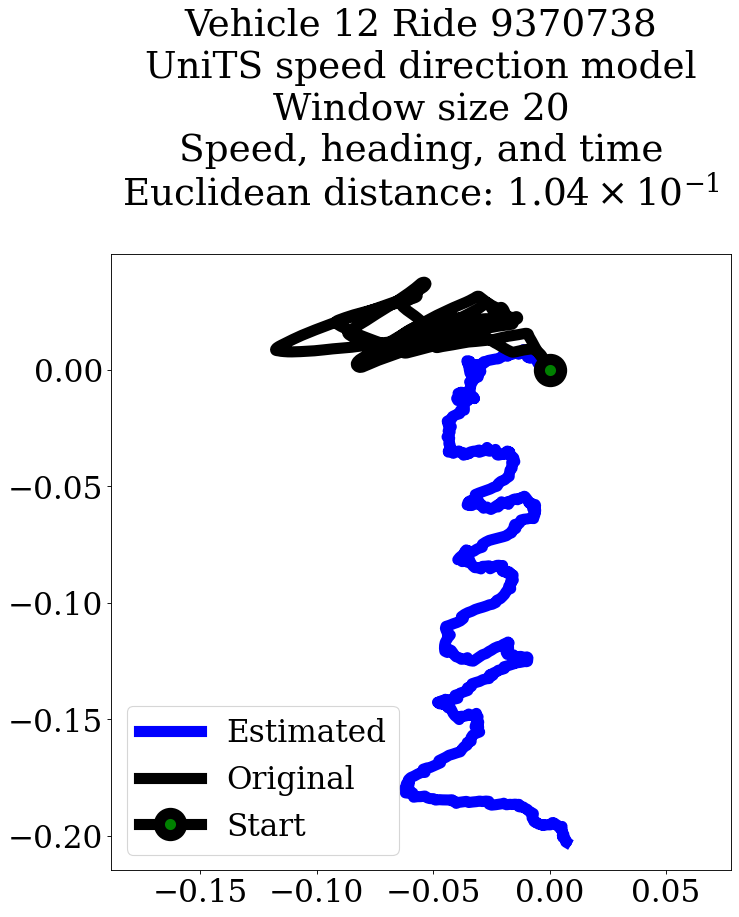 Vehicle 12 Ride 9370738
UniTS speed direction model
Window size 20
Speed, heading, and time
Euclidean distance: 1.04 × 10⁻¹
0.00
−0.05
−0.10
−0.15
−0.20
Estimated
Original
Start
−0.15 −0.10 −0.05 0.00 0.05